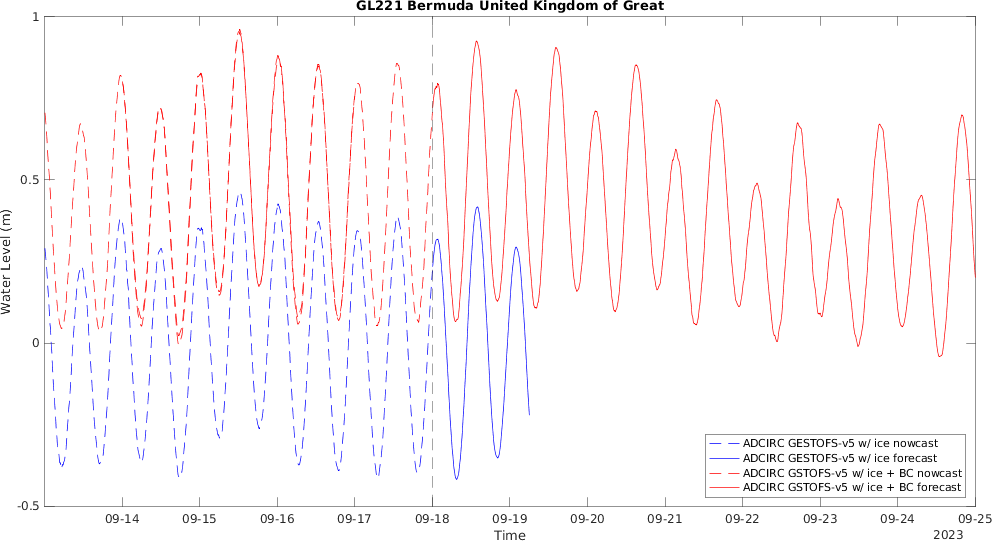 GL221 Bermuda United Kingdom of Great
1
0.5
0
-0.5
Water Level (m)
ADCIRC GESTOFS-v5 w/ ice nowcast
ADCIRC GESTOFS-v5 w/ ice forecast
ADCIRC GSTOFS-v5 w/ ice + BC nowcast
ADCIRC GSTOFS-v5 w/ ice + BC forecast
09-14 09-15 09-16 09-17 09-18 09-19 09-20 09-21 09-22 09-23 09-24 09-25
Time
2023